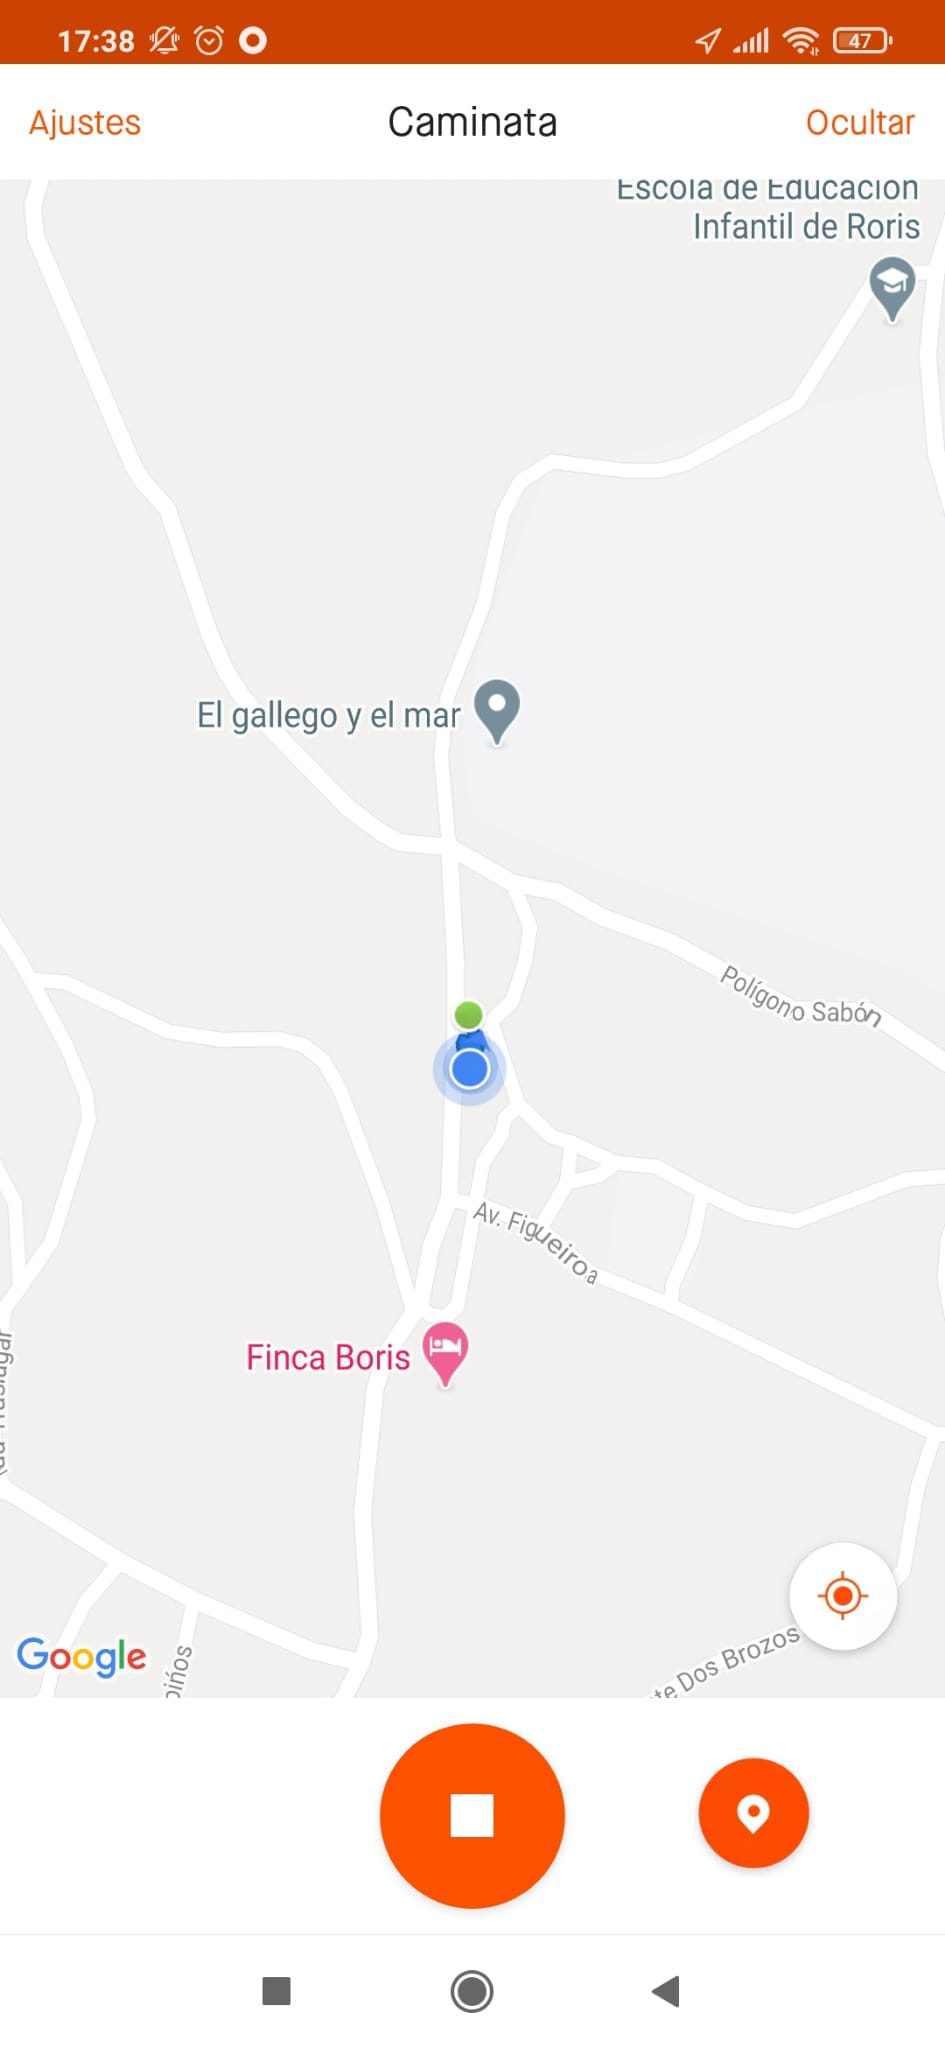 17:38
47
Ajustes
Caminata
Ocultar
Escola de Educación
Infantil de Roris
El gallego y el mar
Polígono Sabón
Av. Figueiroa
Finca Boris
Dos Brozos
Google